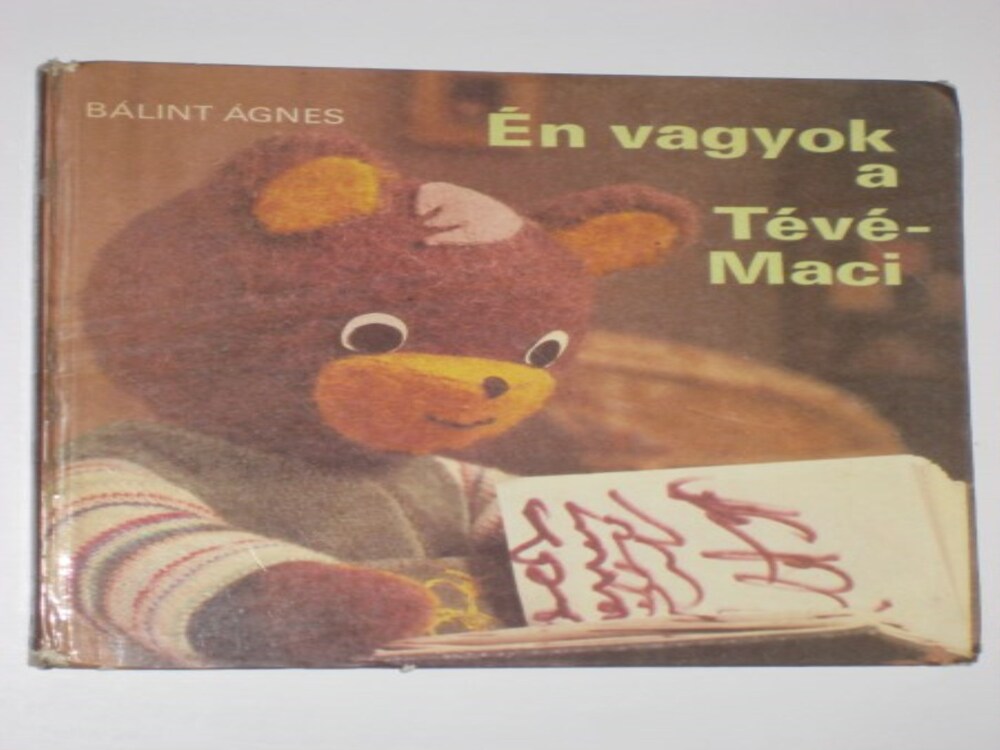 BÁLINT ÁGNES
Én vagyok
a
Tévé-
Maci